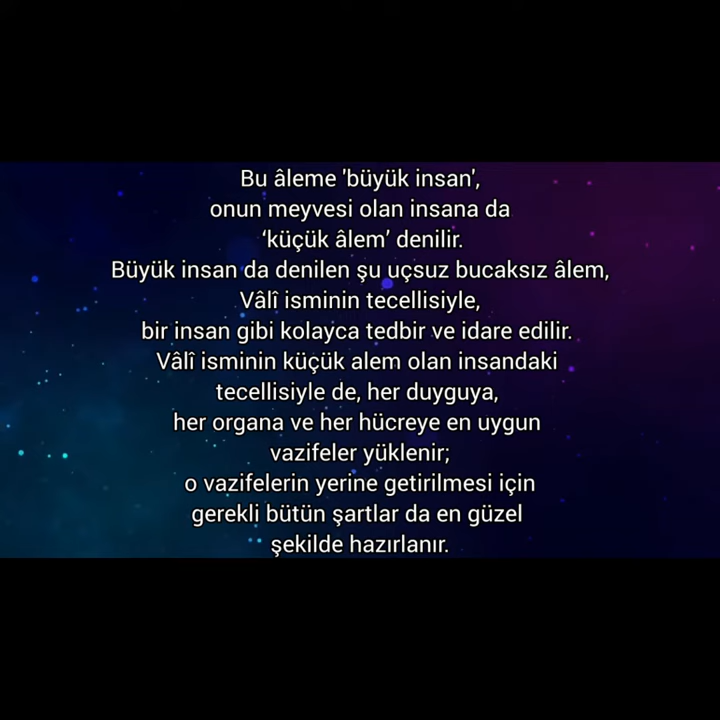 Bu âleme 'büyük insan',
onun meyvesi olan insana da
‘küçük âlem’ denilir.
Büyük insan da denilen şu uçsuz bucaksız âlem,
Vâlî isminin tecellisiyle,
bir insan gibi kolayca tedbir ve idare edilir.
Vâlî isminin küçük alem olan insandaki
tecellisiyle de, her duyguya,
her organa ve her hücreye en uygun
vazifeler yüklenir;
o vazifelerin yerine getirilmesi için
gerekli bütün şartlar da en güzel
şekilde hazırlanır.